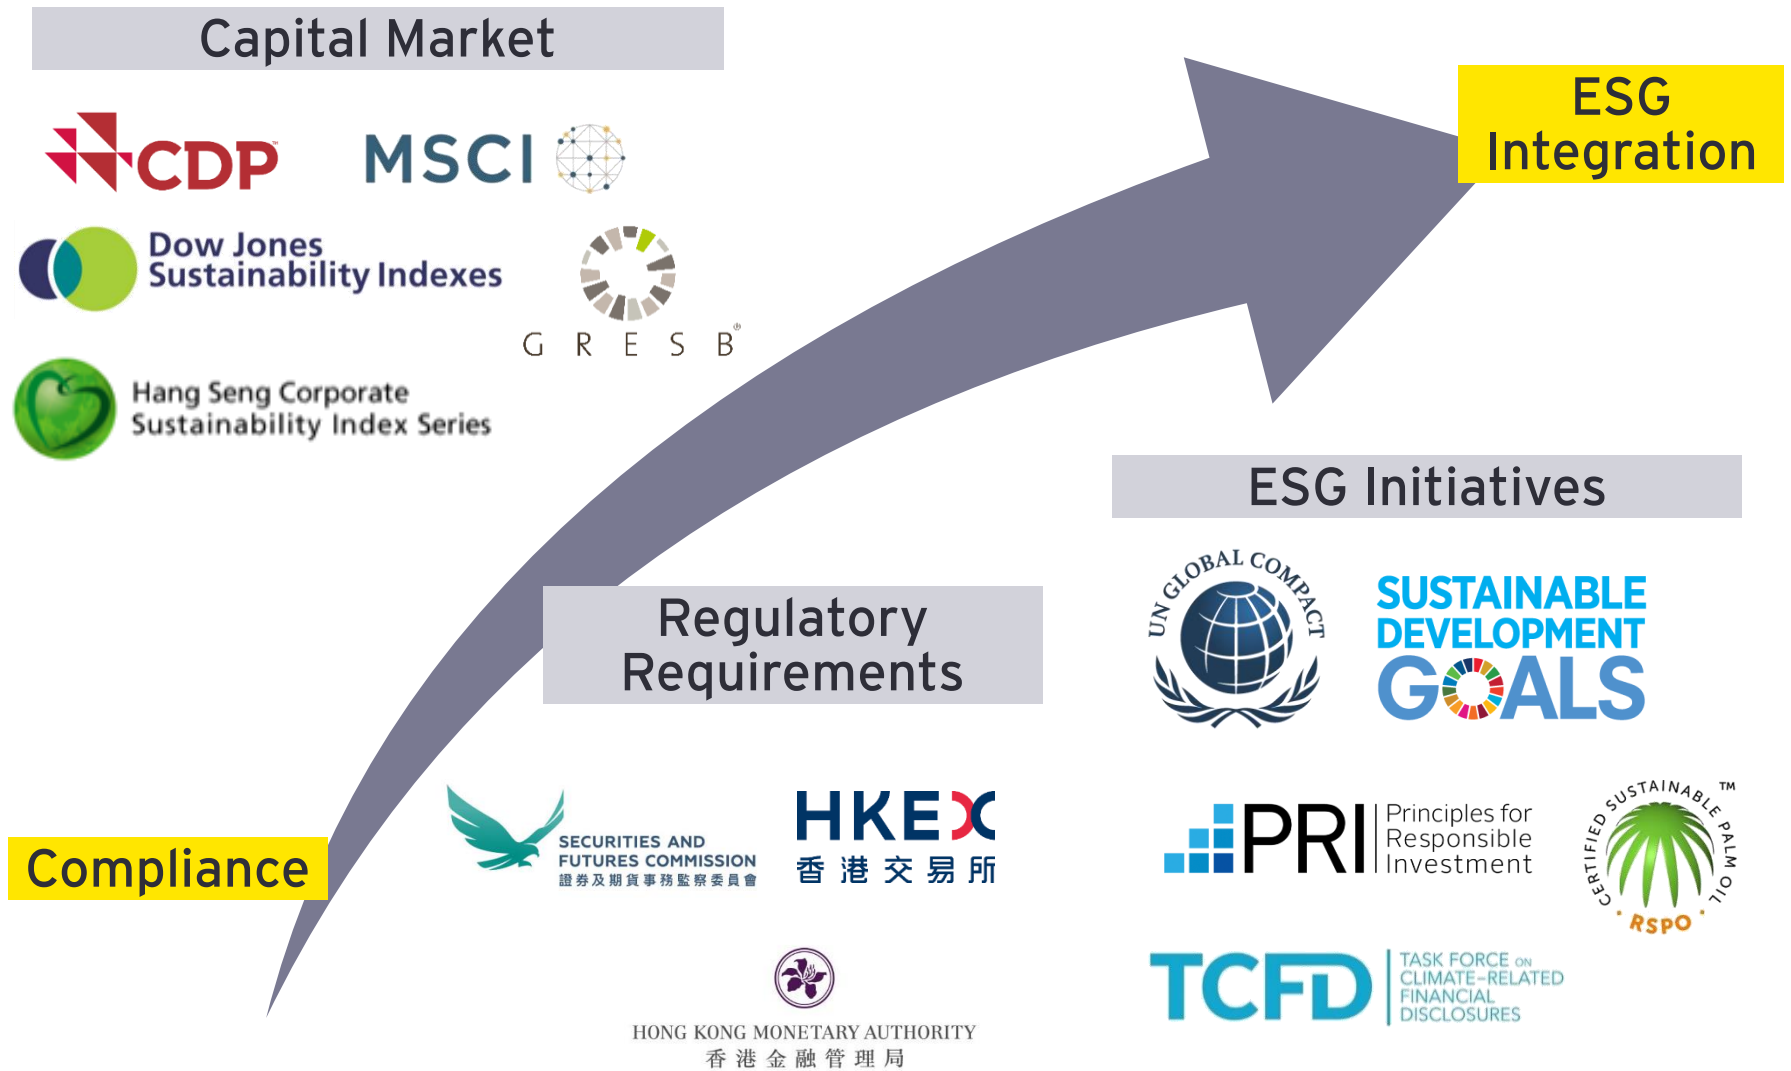 Capital Market
CDP™
MSCI
Dow Jones
Sustainability Indexes
GRESB®
Hang Seng Corporate
Sustainability Index Series
ESG
Integration
Compliance
Regulatory
Requirements
SECURITIES AND
FUTURES COMMISSION
證券及期貨事務監察委員會
HKEX
香港交易所
HONG KONG MONETARY AUTHORITY
香港金融管理局
ESG Initiatives
UN GLOBAL COMPACT
SUSTAINABLE
DEVELOPMENT
GOALS
PRI
Principles for
Responsible
Investment
CERTIFIED SUSTAINABLE PALM OIL ™
· RSPO ·
TCFD
TASK FORCE ON
CLIMATE-RELATED
FINANCIAL
DISCLOSURES